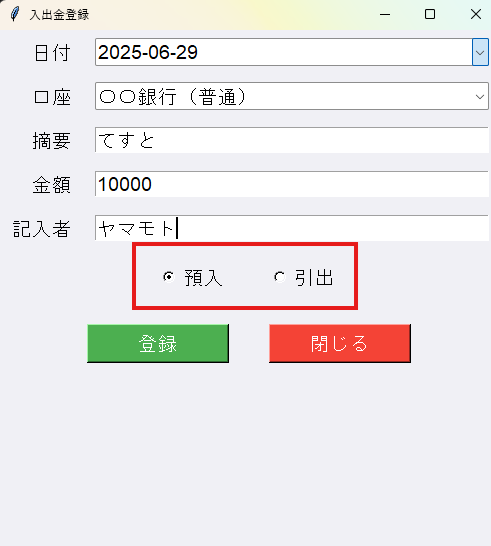 入出金登録
日付 2025-06-29
口座 〇〇銀行（普通）
摘要 てすと
金額 10000
記入者 ヤマモト
預入 引出
登録 閉じる